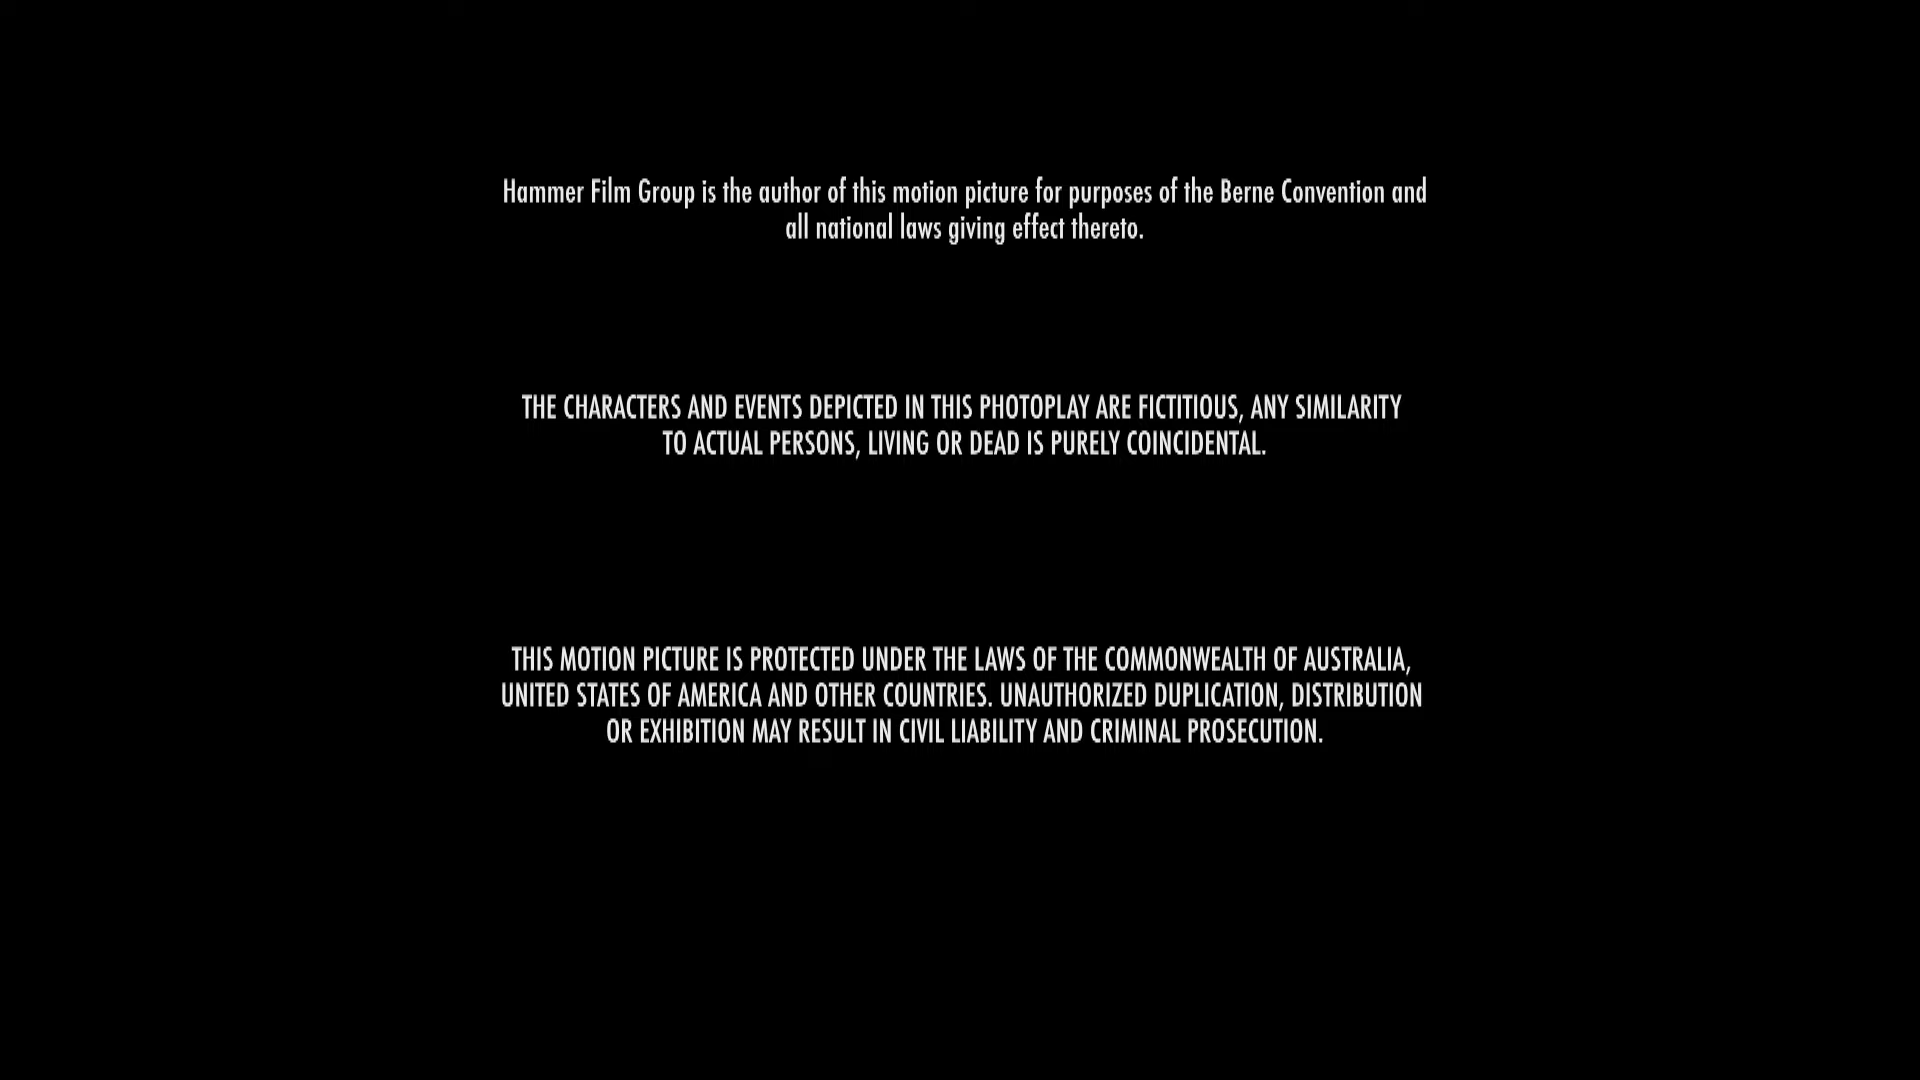 Hammer Film Group is the author of this motion picture for purposes of the Berne Convention and
all national laws giving effect thereto.
THE CHARACTERS AND EVENTS DEPICTED IN THIS PHOTOPLAY ARE FICTITIOUS, ANY SIMILARITY
TO ACTUAL PERSONS, LIVING OR DEAD IS PURELY COINCIDENTAL.
THIS MOTION PICTURE IS PROTECTED UNDER THE LAWS OF THE COMMONWEALTH OF AUSTRALIA,
UNITED STATES OF AMERICA AND OTHER COUNTRIES. UNAUTHORIZED DUPLICATION, DISTRIBUTION
OR EXHIBITION MAY RESULT IN CIVIL LIABILITY AND CRIMINAL PROSECUTION.